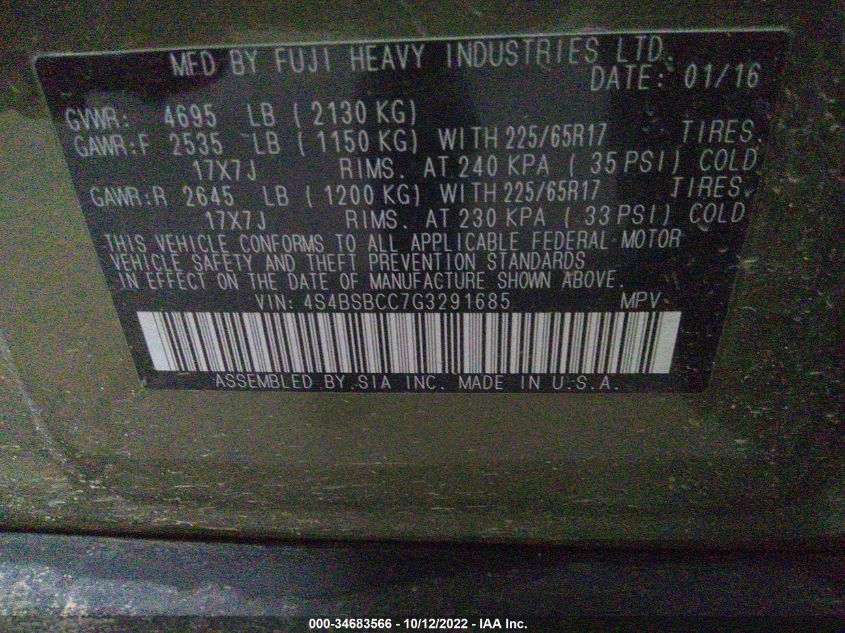 MFD BY FUJI HEAVY INDUSTRIES LTD.
DATE: 01/16
GVWR: 4695 LB ( 2130 KG)
GAWR:F 2535 LB ( 1150 KG) WITH 225/65R17 TIRES.
17X7J RIMS. AT 240 KPA ( 35 PSI) COLD
GAWR:R 2645 LB ( 1200 KG) WITH 225/65R17 TIRES.
17X7J RIMS. AT 230 KPA ( 33 PSI) COLD
THIS VEHICLE CONFORMS TO ALL APPLICABLE FEDERAL MOTOR
VEHICLE SAFETY AND THEFT PREVENTION STANDARDS
IN EFFECT ON THE DATE OF MANUFACTURE SHOWN ABOVE.
VIN: 4S4BSBCC7G3291685 MPV
ASSEMBLED BY SIA INC. MADE IN U.S.A.
000-34683566 - 10/12/2022 - IAA Inc.